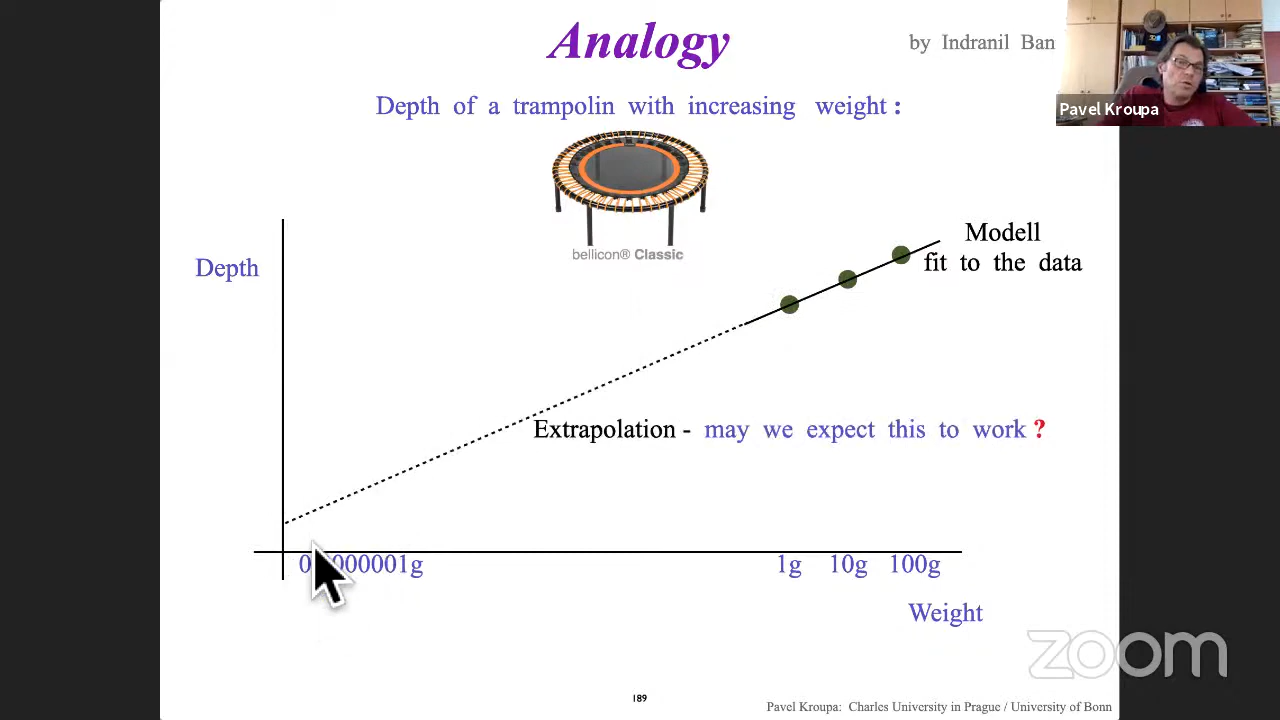 Analogy
by Indranil Ban
Pavel Kroupa
Depth of a trampolin with increasing weight :
bellicon® Classic
Modell
fit to the data
Depth
Extrapolation - may we expect this to work ?
1g 10g 100g
Weight
zoom
189
Pavel Kroupa: Charles University in Prague / University of Bonn